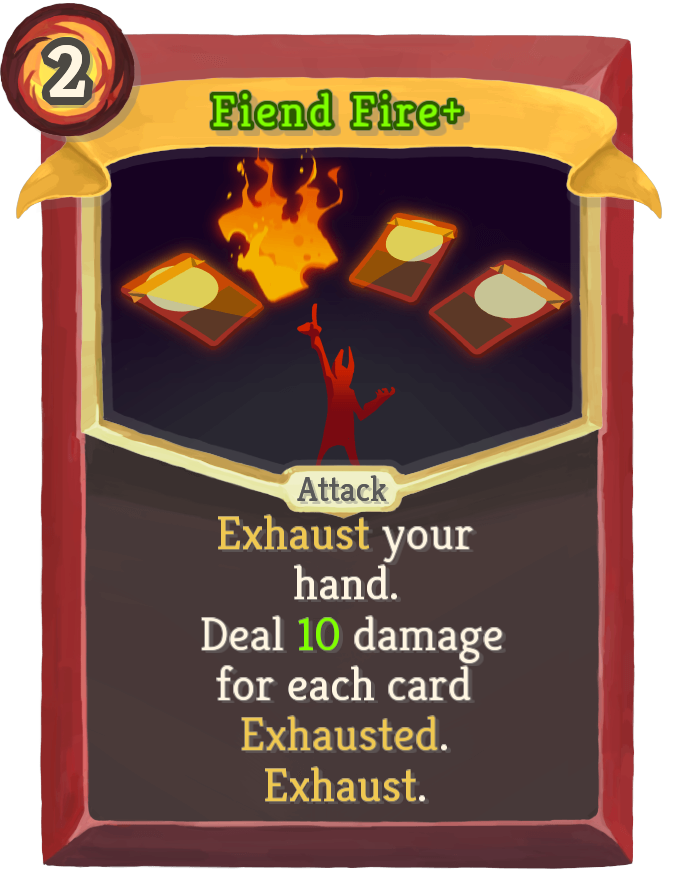 2
Fiend Fire+
Attack
Exhaust your
hand.
Deal 10 damage
for each card
Exhausted.
Exhaust.